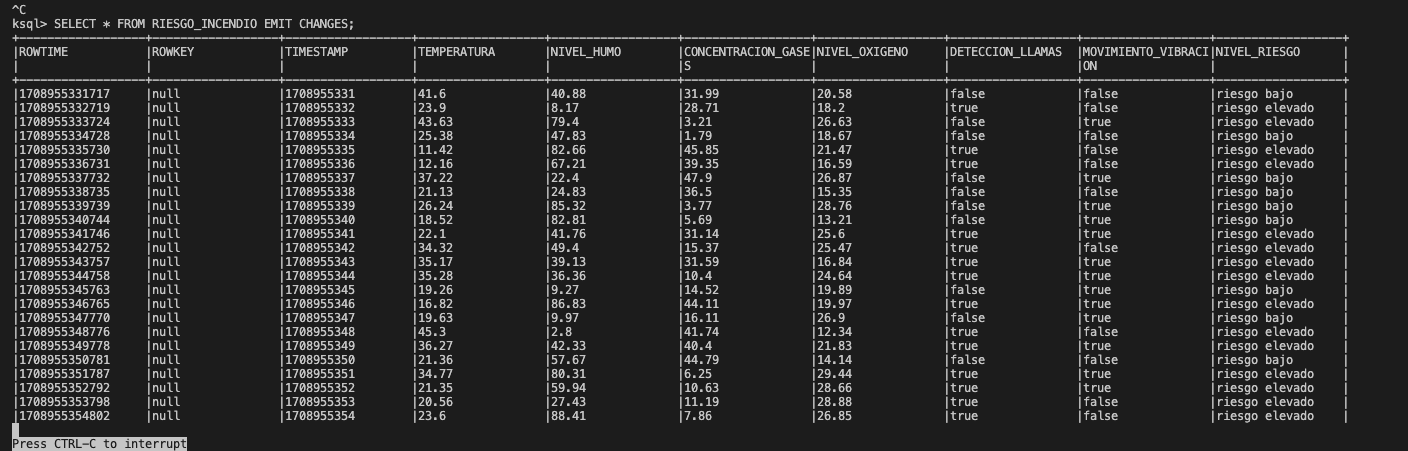 ^C
ksql> SELECT * FROM RIESGO_INCENDIO EMIT CHANGES;
+--------------------+--------------------+--------------------+--------------------+--------------------+--------------------+--------------------+--------------------+--------------------+--------------------+
|ROWTIME |ROWKEY |TIMESTAMP |TEMPERATURA |NIVEL_HUMO |CONCENTRACION_GASE|NIVEL_OXIGENO |DETECCION_LLAMAS |MOVIMIENTO_VIBRACI|NIVEL_RIESGO |
| | | | | |S | | |ON | |
+--------------------+--------------------+--------------------+--------------------+--------------------+--------------------+--------------------+--------------------+--------------------+--------------------+
|1708955331717 |null |1708955331 |41.6 |40.88 |31.99 |20.58 |false |false |riesgo bajo |
|1708955332719 |null |1708955332 |23.9 |8.17 |28.71 |18.2 |true |false |riesgo elevado |
|1708955333724 |null |1708955333 |43.63 |79.4 |3.21 |26.63 |false |true |riesgo elevado |
|1708955334728 |null |1708955334 |25.38 |47.83 |1.79 |18.67 |false |false |riesgo bajo |
|1708955335730 |null |1708955335 |11.42 |82.66 |45.85 |21.47 |true |false |riesgo elevado |
|1708955336731 |null |1708955336 |12.16 |67.21 |39.35 |16.59 |true |false |riesgo elevado |
|1708955337732 |null |1708955337 |37.22 |22.4 |47.9 |26.87 |false |true |riesgo bajo |
|1708955338735 |null |1708955338 |21.13 |24.83 |36.5 |15.35 |false |false |riesgo bajo |
|1708955339739 |null |1708955339 |26.24 |85.32 |3.77 |28.76 |false |true |riesgo bajo |
|1708955340744 |null |1708955340 |18.52 |82.81 |5.69 |13.21 |false |true |riesgo bajo |
|1708955341746 |null |1708955341 |22.1 |41.76 |31.14 |25.6 |true |true |riesgo elevado |
|1708955342752 |null |1708955342 |34.32 |49.4 |15.37 |25.47 |true |false |riesgo elevado |
|1708955343757 |null |1708955343 |35.17 |39.13 |31.59 |16.84 |true |true |riesgo elevado |
|1708955344758 |null |1708955344 |35.28 |36.36 |10.4 |24.64 |true |true |riesgo elevado |
|1708955345763 |null |1708955345 |19.26 |9.27 |14.52 |19.89 |false |true |riesgo bajo |
|1708955346765 |null |1708955346 |16.82 |86.83 |44.11 |19.97 |true |true |riesgo elevado |
|1708955347770 |null |1708955347 |19.63 |9.97 |16.11 |26.9 |false |true |riesgo elevado |
|1708955348776 |null |1708955348 |45.3 |2.8 |41.74 |12.34 |true |false |riesgo elevado |
|1708955349778 |null |1708955349 |36.27 |42.33 |40.4 |21.83 |true |true |riesgo elevado |
|1708955350781 |null |1708955350 |21.36 |57.67 |44.79 |14.14 |false |false |riesgo bajo |
|1708955351787 |null |1708955351 |34.77 |80.31 |6.25 |29.44 |true |true |riesgo elevado |
|1708955352792 |null |1708955352 |21.35 |59.94 |10.63 |28.66 |true |true |riesgo elevado |
|1708955353798 |null |1708955353 |20.56 |27.43 |11.19 |28.88 |true |false |riesgo elevado |
|1708955354802 |null |1708955354 |23.6 |88.41 |7.86 |26.85 |true |false |riesgo elevado |
Press CTRL-C to interrupt